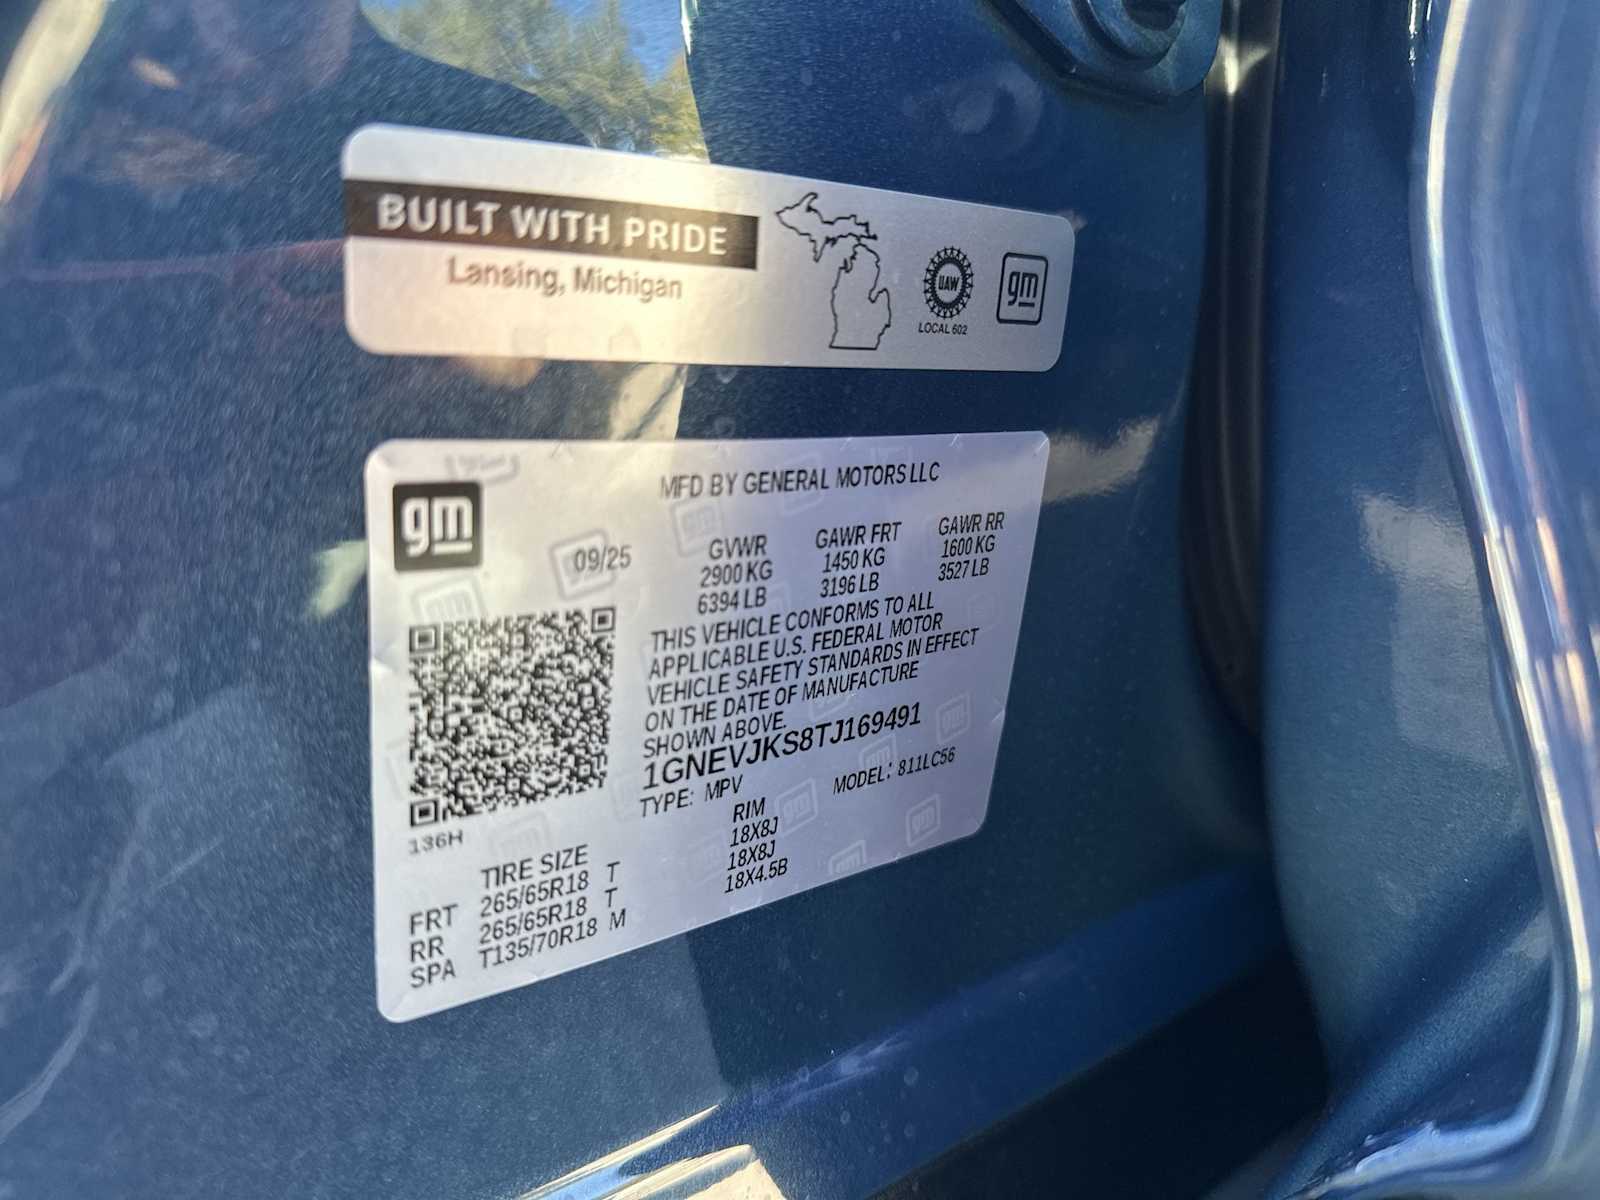 BUILT WITH PRIDE
Lansing, Michigan
UAW
LOCAL 602
gm
gm
MFD BY GENERAL MOTORS LLC
09/25
GVWR
2900 KG
6394 LB
GAWR FRT
1450 KG
3196 LB
GAWR RR
1600 KG
3527 LB
THIS VEHICLE CONFORMS TO ALL
APPLICABLE U.S. FEDERAL MOTOR
VEHICLE SAFETY STANDARDS IN EFFECT
ON THE DATE OF MANUFACTURE
SHOWN ABOVE.
1GNEVJKS8TJ169491
TYPE: MPV MODEL: 811LC56
136H
TIRE SIZE RIM
FRT 265/65R18 T 18X8J
RR 265/65R18 T 18X8J
SPA T135/70R18 M 18X4.5B